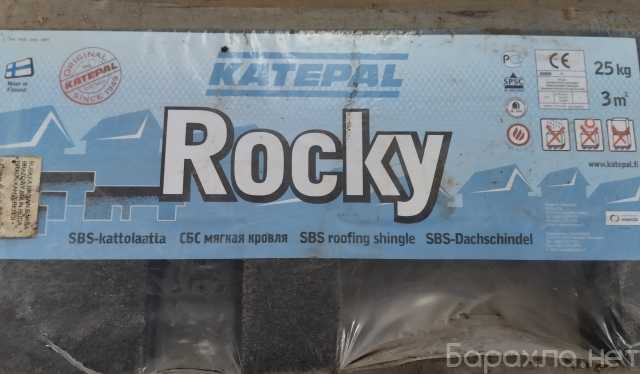 Made in
Finland
ORIGINAL
KATEPAL
SINCE 1949
KATEPAL
CE
25 kg
SPSC
3 m²
www.katepal.fi
Rocky
SBS-kattolaatta СБС мягкая кровля SBS roofing shingle SBS-Dachschindel
Барахла.нет